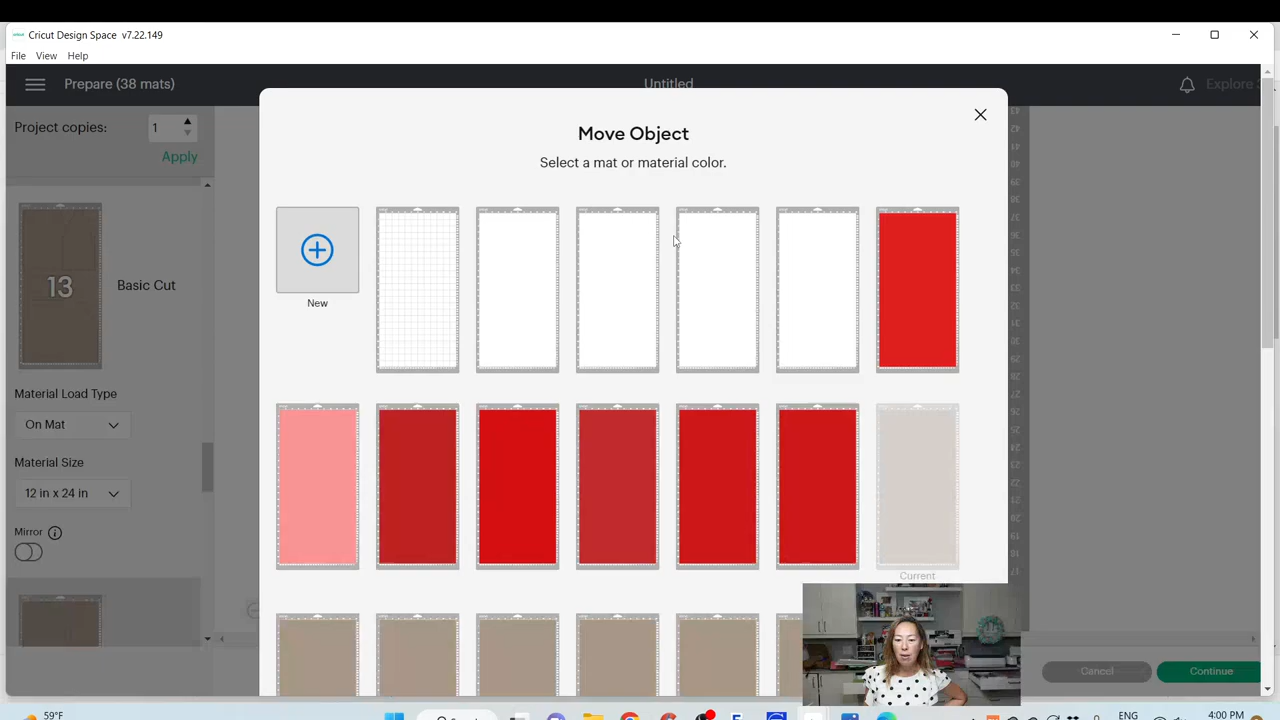 Cricut Design Space v7.22.149
File View Help
Prepare (38 mats)
Untitled
Explore
Project copies:
1
Apply
Move Object
Select a mat or material color.
New
13
Basic Cut
Material Load Type
On Mat
Material Size
12 in x 24 in
Mirror
Current
Cancel
Continue
59°F
ENG
4:00 PM